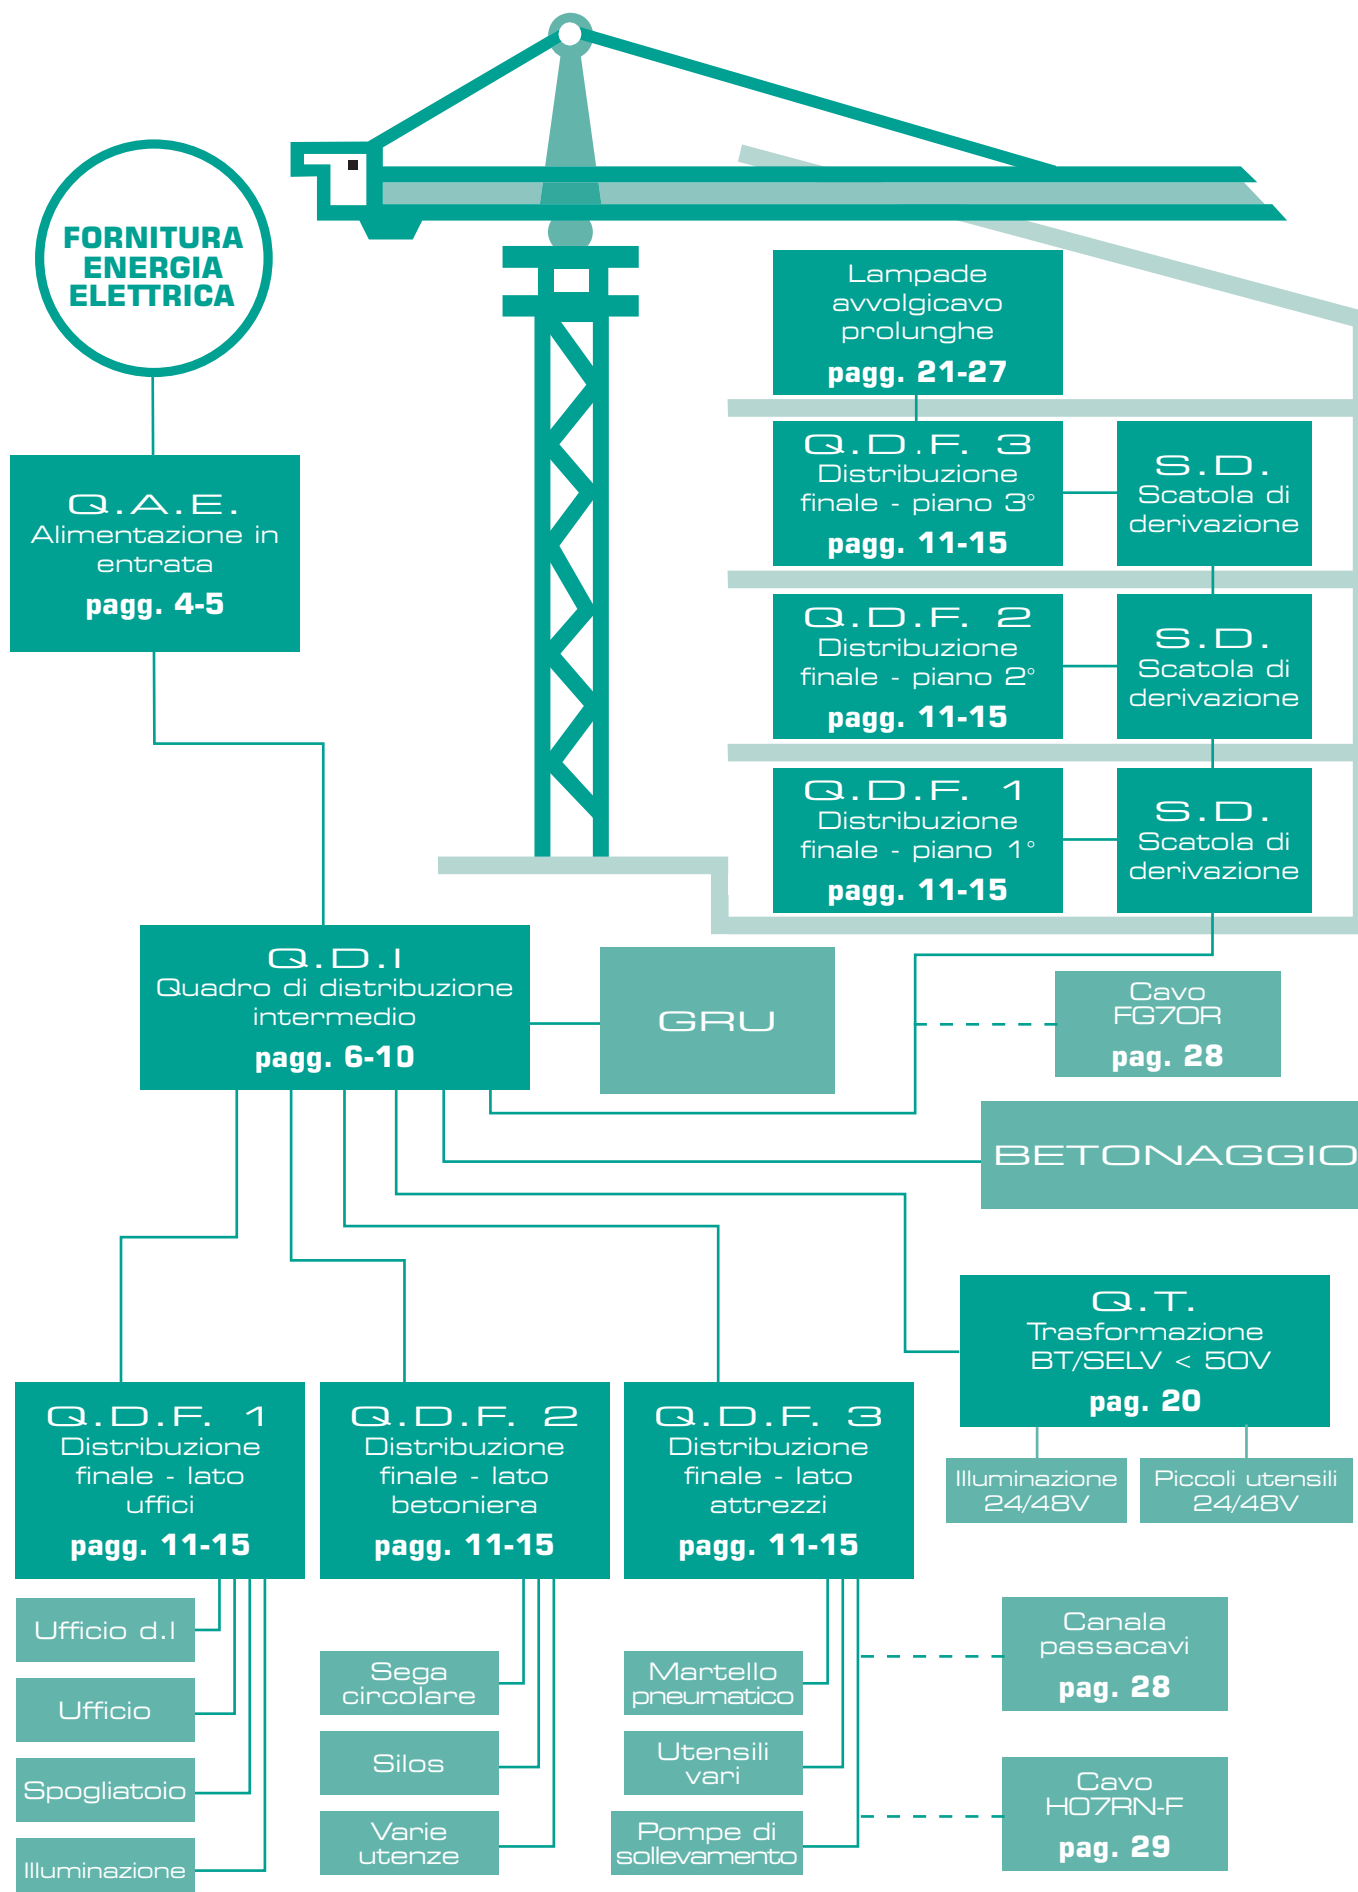 FORNITURA
ENERGIA
ELETTRICA
Lampade
avvolgicavo
prolunghe
pagg. 21-27
Q.A.E.
Alimentazione in
entrata
pagg. 4-5
Q.D.F. 3
Distribuzione
finale - piano 3°
pagg. 11-15
S.D.
Scatola di
derivazione
Q.D.F. 2
Distribuzione
finale - piano 2°
pagg. 11-15
S.D.
Scatola di
derivazione
Q.D.F. 1
Distribuzione
finale - piano 1°
pagg. 11-15
S.D.
Scatola di
derivazione
Q.D.I
Quadro di distribuzione
intermedio
pagg. 6-10
GRU
Cavo
FG7OR
pag. 28
BETONAGGIO
Q.T.
Trasformazione
BT/SELV < 50V
pag. 20
Illuminazione
24/48V
Piccoli utensili
24/48V
Q.D.F. 1
Distribuzione
finale - lato
uffici
pagg. 11-15
Q.D.F. 2
Distribuzione
finale - lato
betoniera
pagg. 11-15
Q.D.F. 3
Distribuzione
finale - lato
attrezzi
pagg. 11-15
Ufficio d.l
Ufficio
Spogliatoio
Illuminazione
Sega
circolare
Silos
Varie
utenze
Martello
pneumatico
Utensili
vari
Pompe di
sollevamento
Canala
passacavi
pag. 28
Cavo
H07RN-F
pag. 29